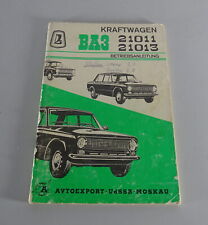 KRAFTWAGEN
ВАЗ 21011
21013
BETRIEBSANLEITUNG
AVTOEXPORT-UdSSR-MOSKAU